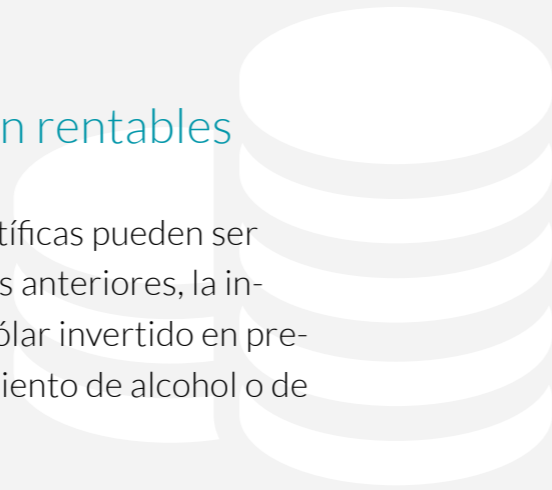 n rentables
tíficas pueden ser
s anteriores, la in-
ólar invertido en pre-
iento de alcohol o de